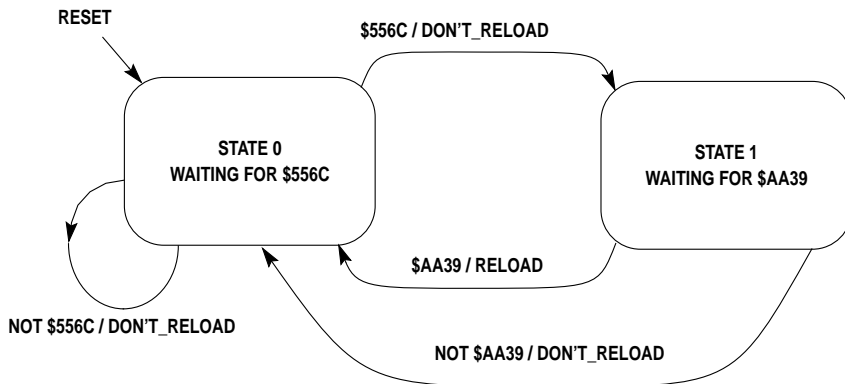 RESET
$556C / DON'T_RELOAD
STATE 0
WAITING FOR $556C
STATE 1
WAITING FOR $AA39
$AA39 / RELOAD
NOT $556C / DON'T_RELOAD
NOT $AA39 / DON'T_RELOAD